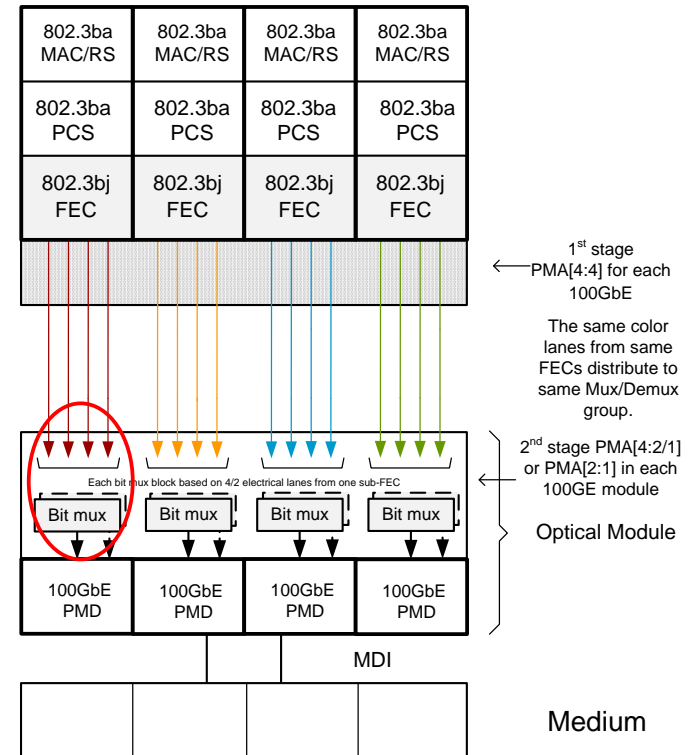 802.3ba MAC/RS
802.3ba MAC/RS
802.3ba MAC/RS
802.3ba MAC/RS
802.3ba PCS
802.3ba PCS
802.3ba PCS
802.3ba PCS
802.3bj FEC
802.3bj FEC
802.3bj FEC
802.3bj FEC
1st stage
PMA[4:4] for each
100GbE
The same color
lanes from same
FECs distribute to
same Mux/Demux
group.
2nd stage PMA[4:2/1]
or PMA[2:1] in each
100GE module
Each bit mux block based on 4/2 electrical lanes from one sub-FEC
Bit mux
Bit mux
Bit mux
Bit mux
Optical Module
100GbE PMD
100GbE PMD
100GbE PMD
100GbE PMD
MDI
Medium